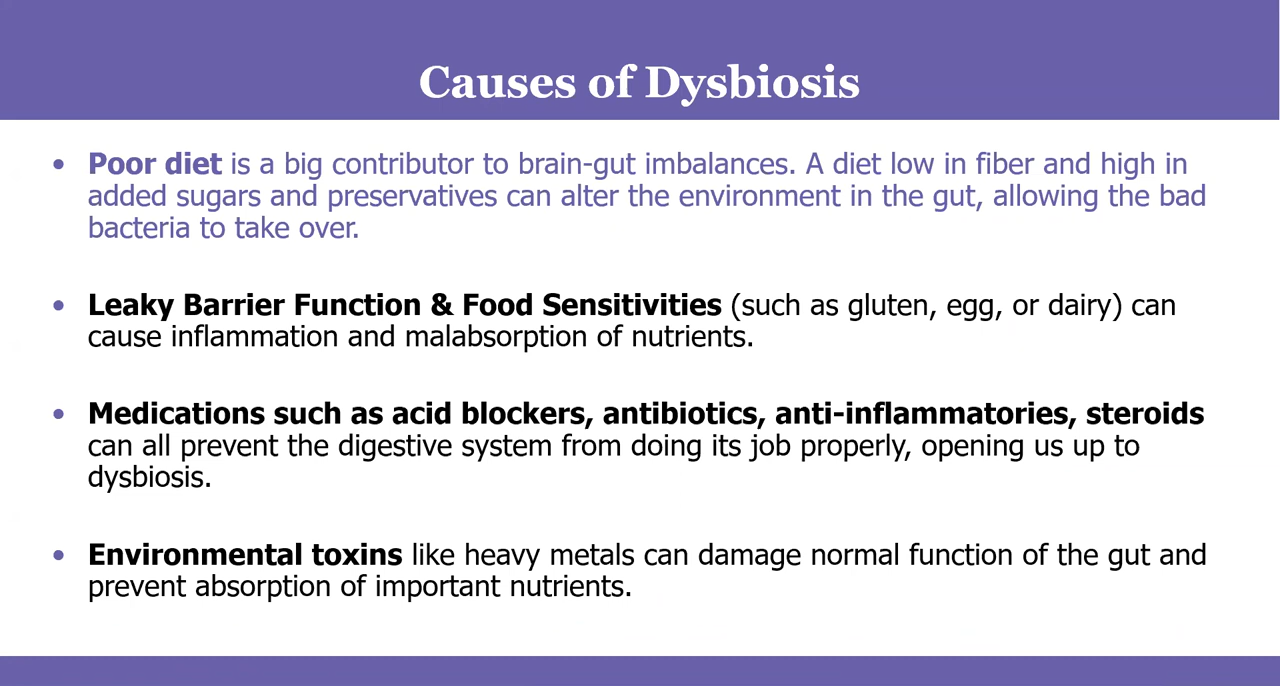 Causes of Dysbiosis
• Poor diet is a big contributor to brain-gut imbalances. A diet low in fiber and high in
added sugars and preservatives can alter the environment in the gut, allowing the bad
bacteria to take over.
• Leaky Barrier Function & Food Sensitivities (such as gluten, egg, or dairy) can
cause inflammation and malabsorption of nutrients.
• Medications such as acid blockers, antibiotics, anti-inflammatories, steroids
can all prevent the digestive system from doing its job properly, opening us up to
dysbiosis.
• Environmental toxins like heavy metals can damage normal function of the gut and
prevent absorption of important nutrients.